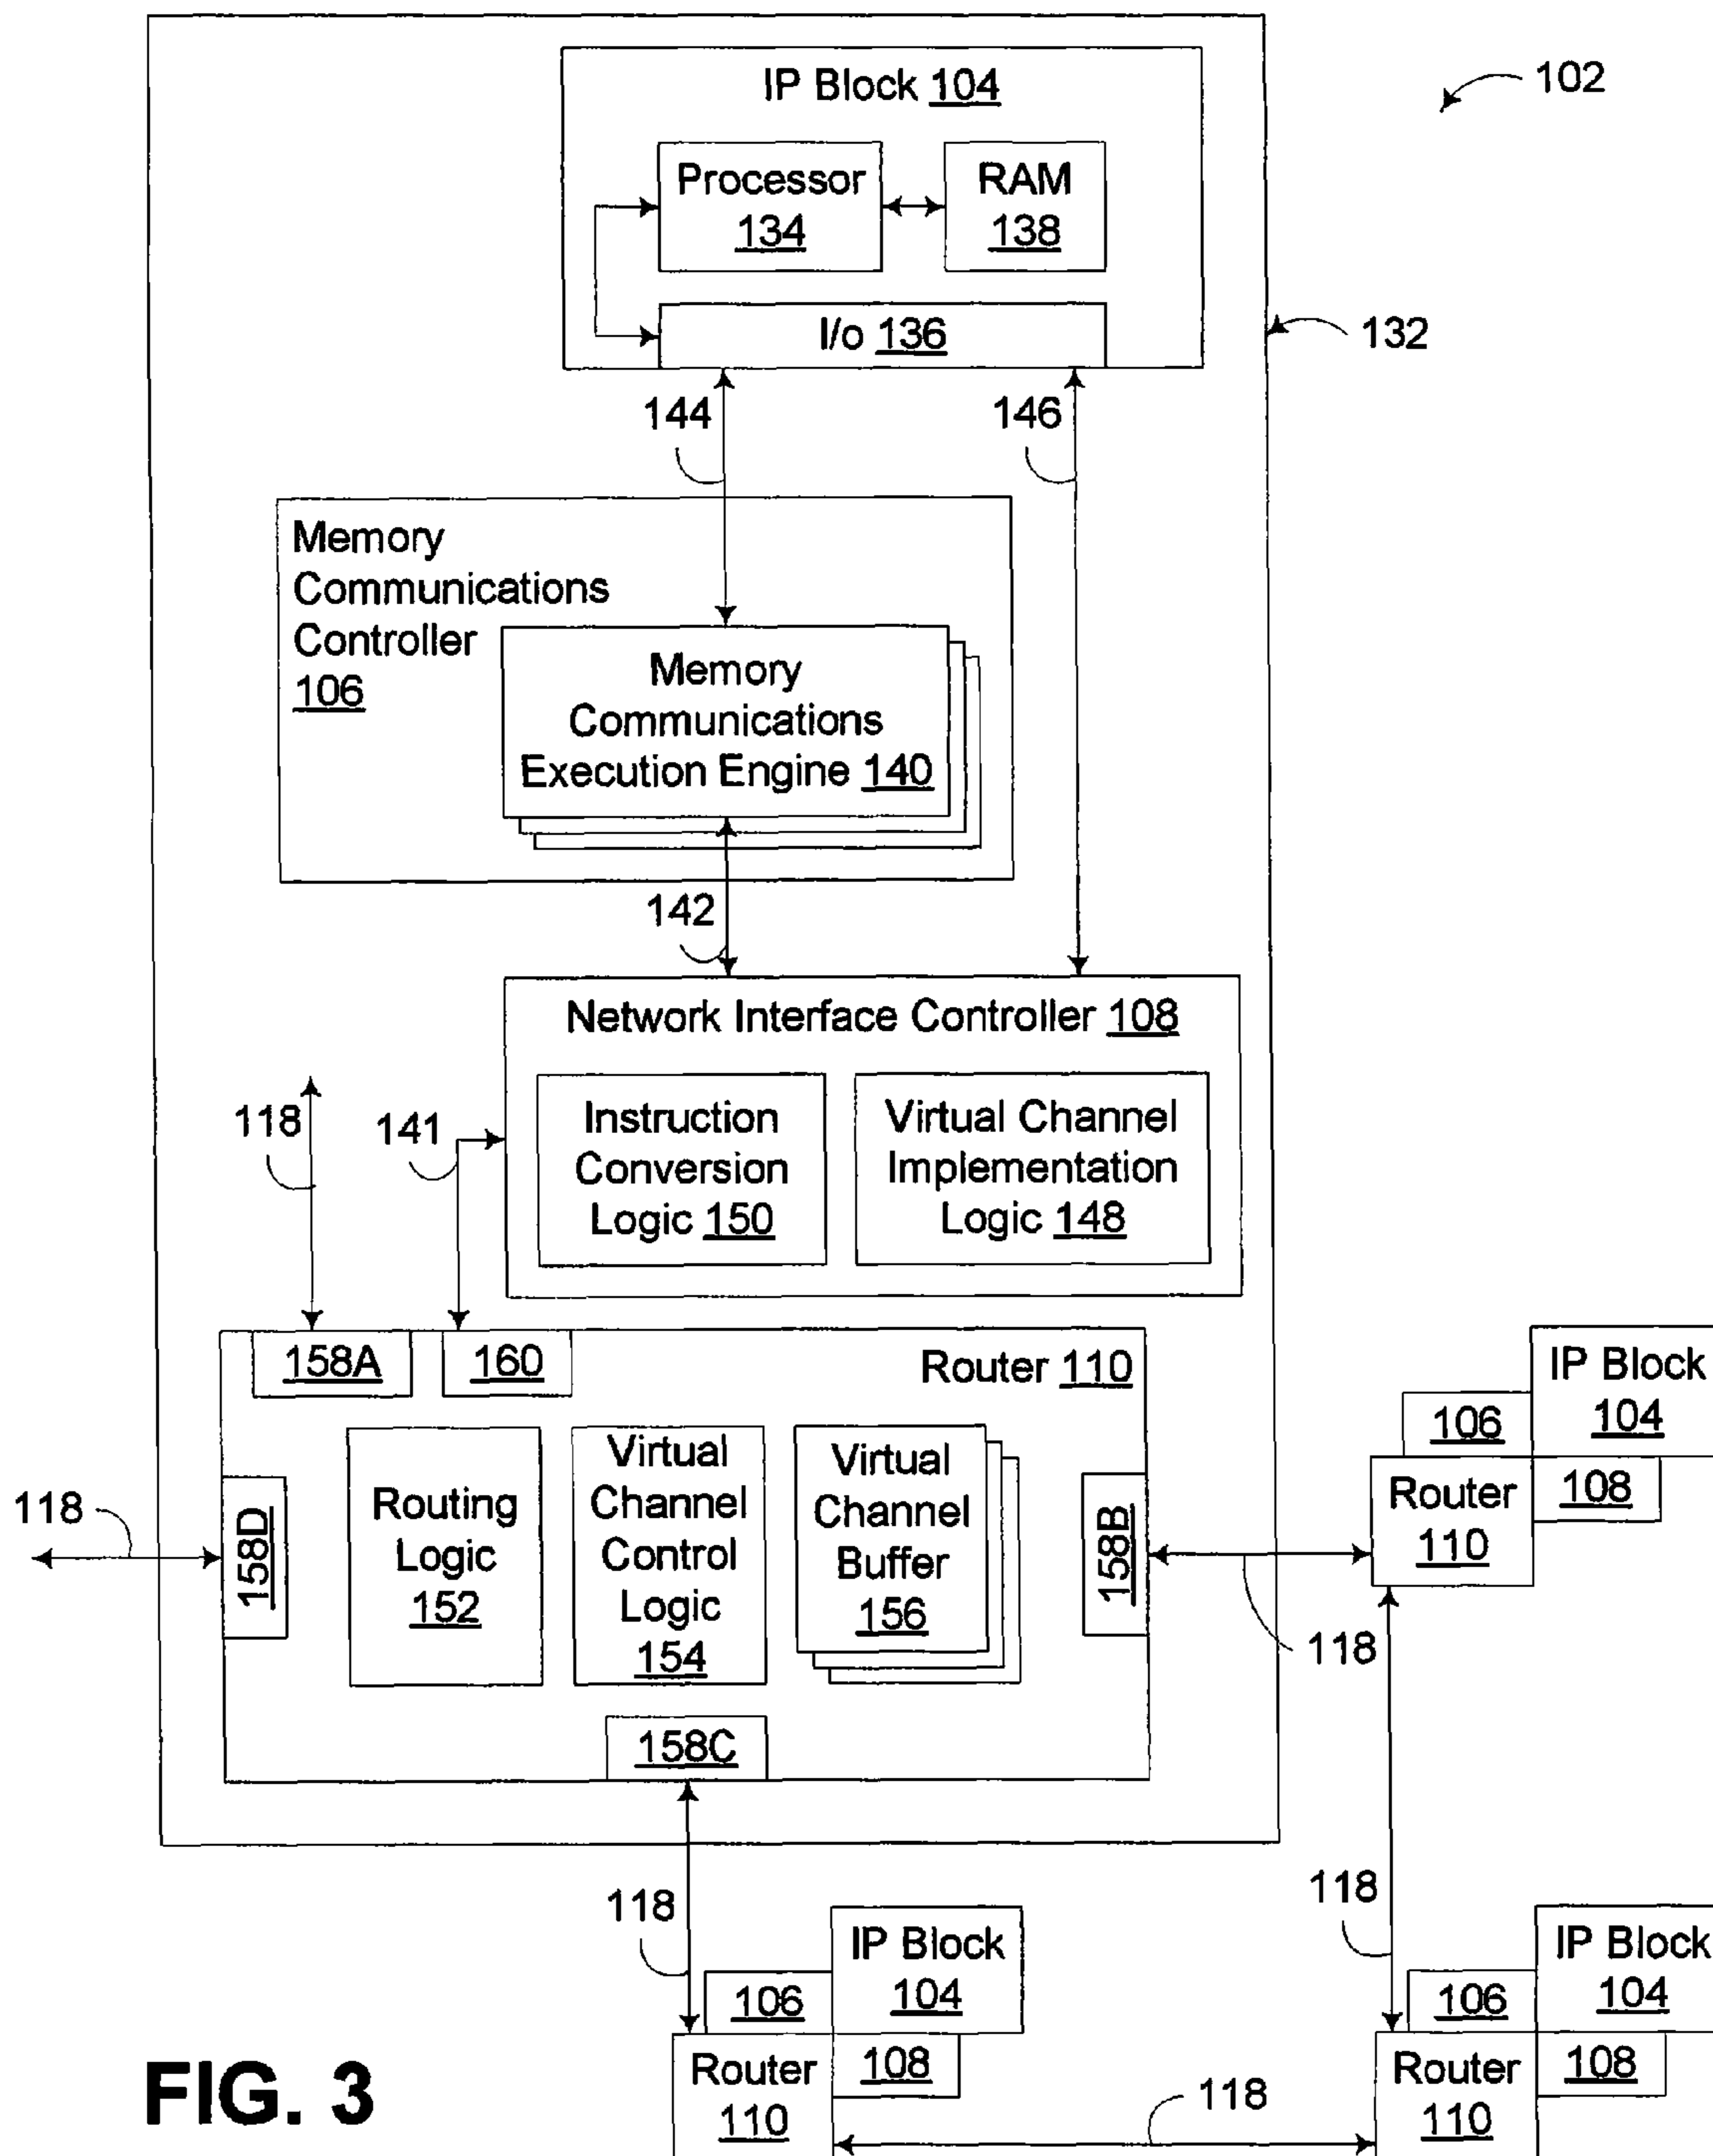 IP Block 104
102
Processor
134
RAM
138
I/o 136
132
144
146
Memory
Communications
Controller
106
Memory
Communications
Execution Engine 140
142
Network Interface Controller 108
118
141
Instruction
Conversion
Logic 150
Virtual Channel
Implementation
Logic 148
158A
160
Router 110
IP Block
104
106
Router
110
108
118
158D
Routing
Logic
152
Virtual
Channel
Control
Logic
154
Virtual
Channel
Buffer
156
158B
118
158C
118
118
IP Block
104
106
Router
110
108
IP Block
104
106
Router
110
108
118
FIG. 3